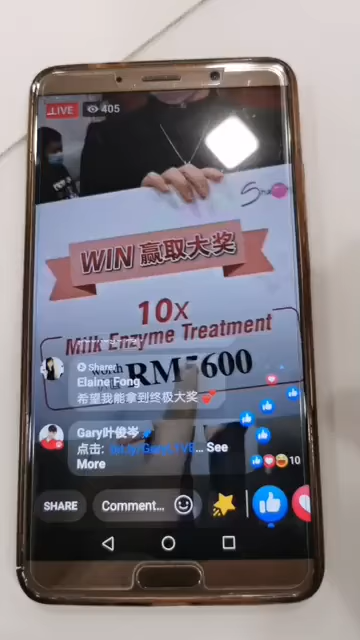 LIVE
405
WIN 赢取大奖
10X
Milk Enzyme Treatment
worth
RM5600
Shared
Elaine Fong
希望我能拿到终极大奖
Gary叶俊岑
点击:
... See
More
10
SHARE
Comment...